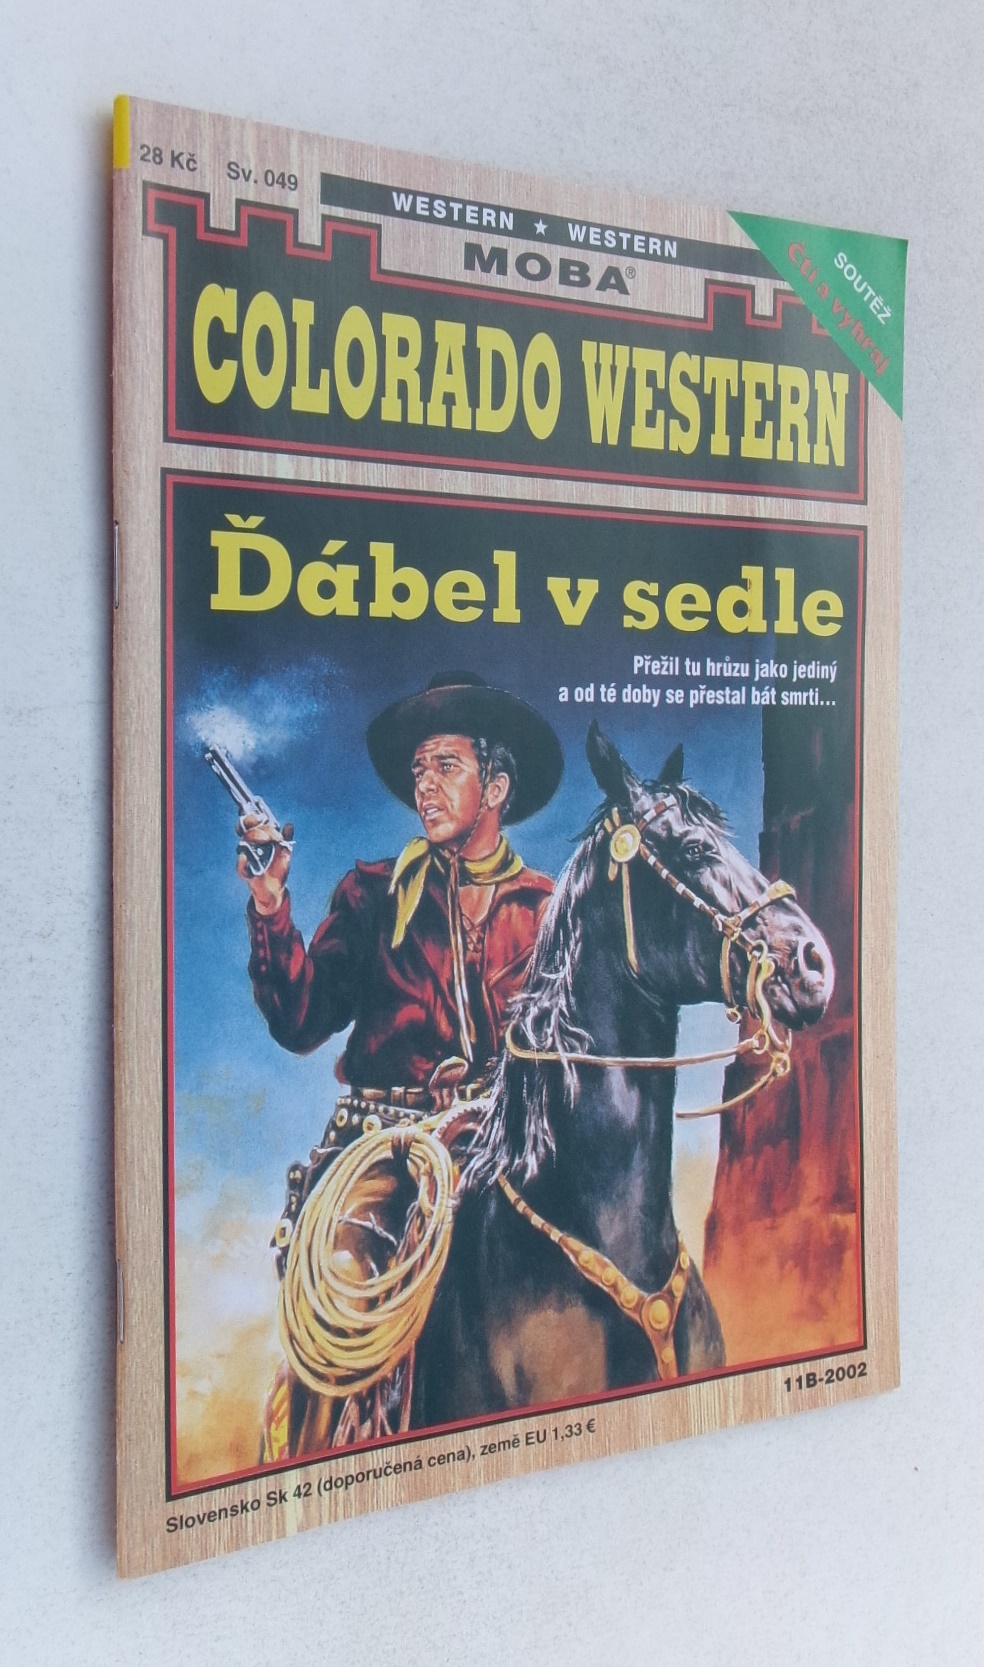 28 Kč Sv. 049
WESTERN ★ WESTERN
MOBA®
SOUTĚŽ
Čti a vyhraj
COLORADO WESTERN
Ďábel v sedle
Přežil tu hrůzu jako jediný
a od té doby se přestal bát smrti...
11B-2002
Slovensko Sk 42 (doporučená cena), země EU 1,33 €